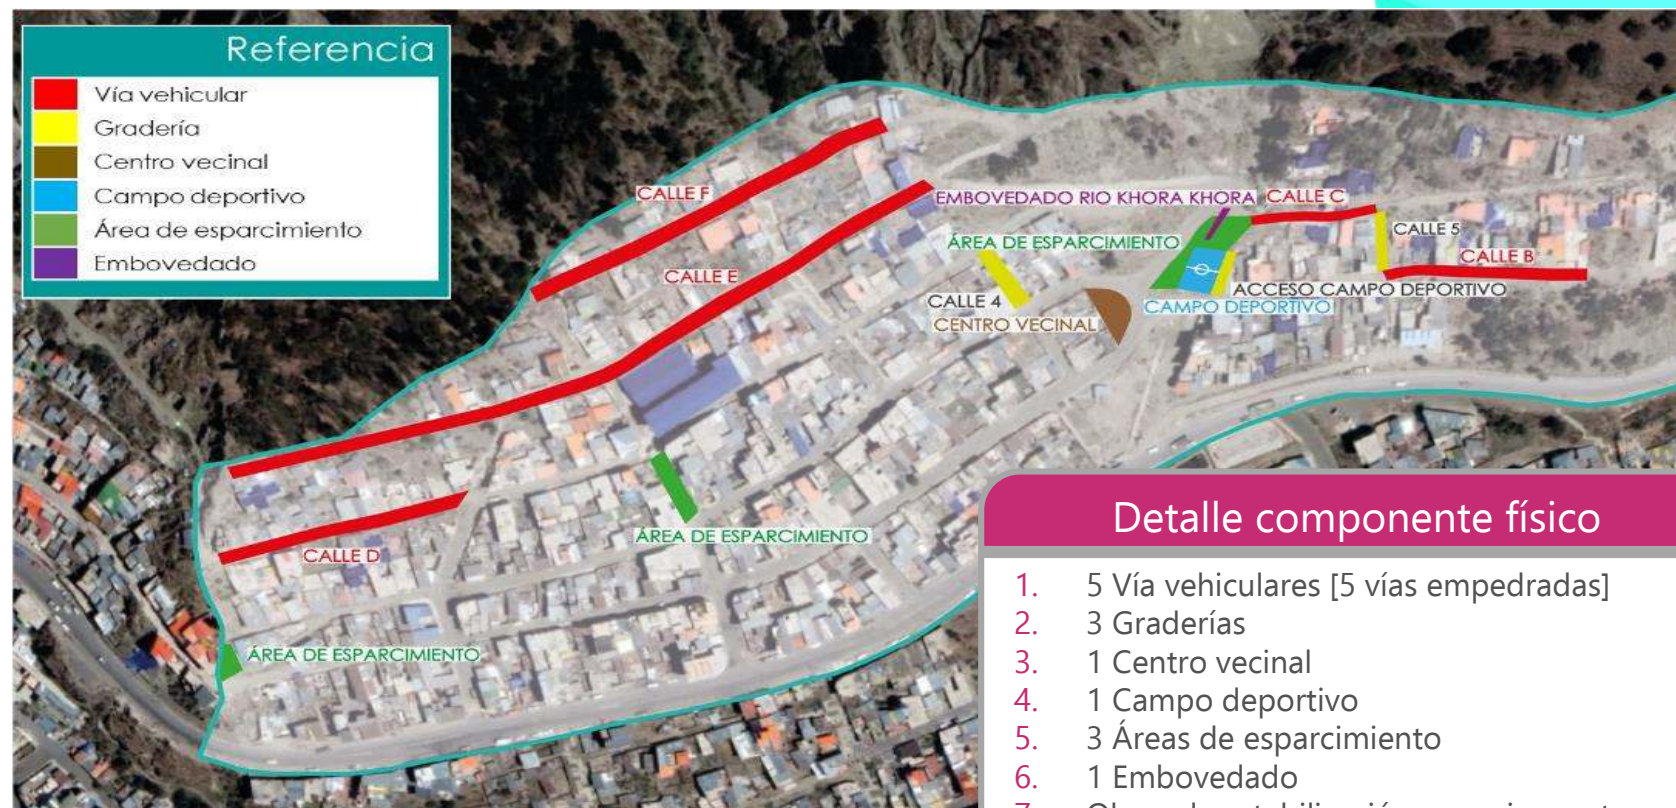 Referencia
Vía vehicular
Gradería
Centro vecinal
Campo deportivo
Área de esparcimiento
Embovedado
CALLE F
EMBOVEDADO RIO KHORA KHORA
CALLE C
CALLE 5
ÁREA DE ESPARCIMIENTO
CALLE E
CALLE B
CALLE 4
ACCESO CAMPO DEPORTIVO
CAMPO DEPORTIVO
CENTRO VECINAL
ÁREA DE ESPARCIMIENTO
CALLE D
ÁREA DE ESPARCIMIENTO
Detalle componente físico
1. 5 Vía vehiculares [5 vías empedradas]
2. 3 Graderías
3. 1 Centro vecinal
4. 1 Campo deportivo
5. 3 Áreas de esparcimiento
6. 1 Embovedado